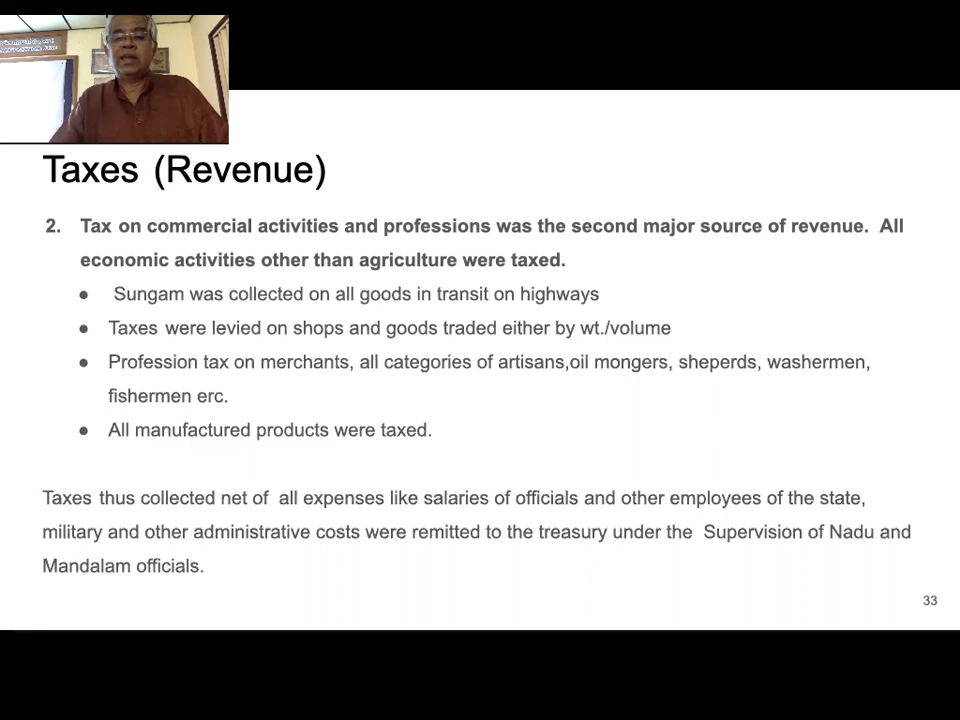 Taxes (Revenue)
2. Tax on commercial activities and professions was the second major source of revenue. All
economic activities other than agriculture were taxed.
● Sungam was collected on all goods in transit on highways
● Taxes were levied on shops and goods traded either by wt./volume
● Profession tax on merchants, all categories of artisans,oil mongers, sheperds, washermen,
fishermen erc.
● All manufactured products were taxed.
Taxes thus collected net of all expenses like salaries of officials and other employees of the state,
military and other administrative costs were remitted to the treasury under the Supervision of Nadu and
Mandalam officials.
33